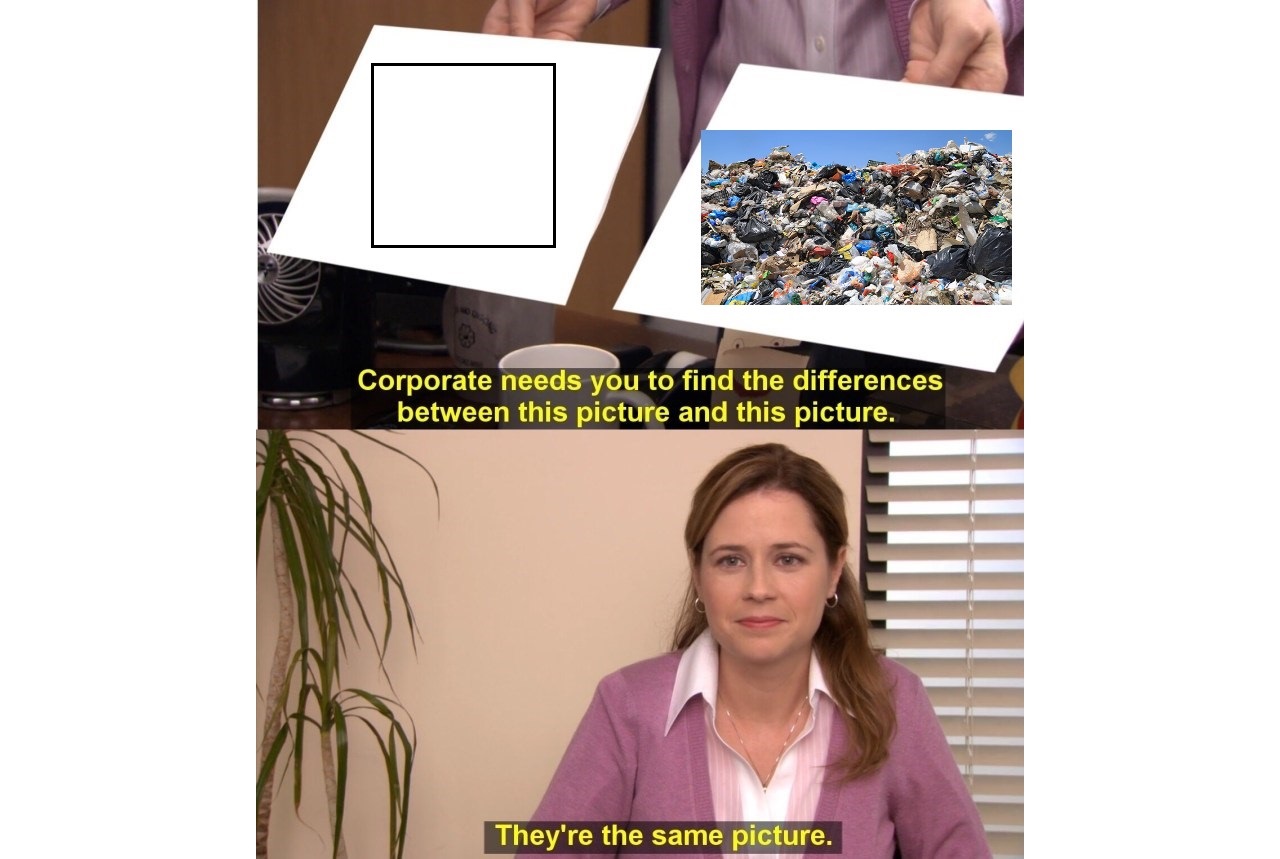 Corporate needs you to find the differences
between this picture and this picture.
They're the same picture.